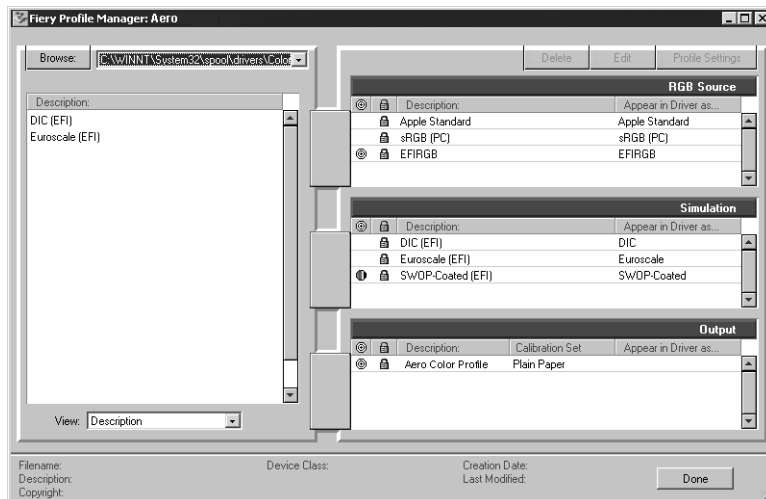 Fiery Profile Manager: Aero
Browse: C:\WINNT\System32\spool\drivers\Color
Delete Edit Profile Settings
Description:
DIC (EFI)
Euroscale (EFI)
View: Description
RGB Source
Description: Appear in Driver as...
Apple Standard Apple Standard
sRGB (PC) sRGB (PC)
EFIRGB EFIRGB
Simulation
Description: Appear in Driver as...
DIC (EFI) DIC
Euroscale (EFI) Euroscale
SWOP-Coated (EFI) SWOP-Coated
Output
Description: Calibration Set Appear in Driver as...
Aero Color Profile Plain Paper
Filename: Device Class: Creation Date:
Description: Last Modified:
Copyright:
Done